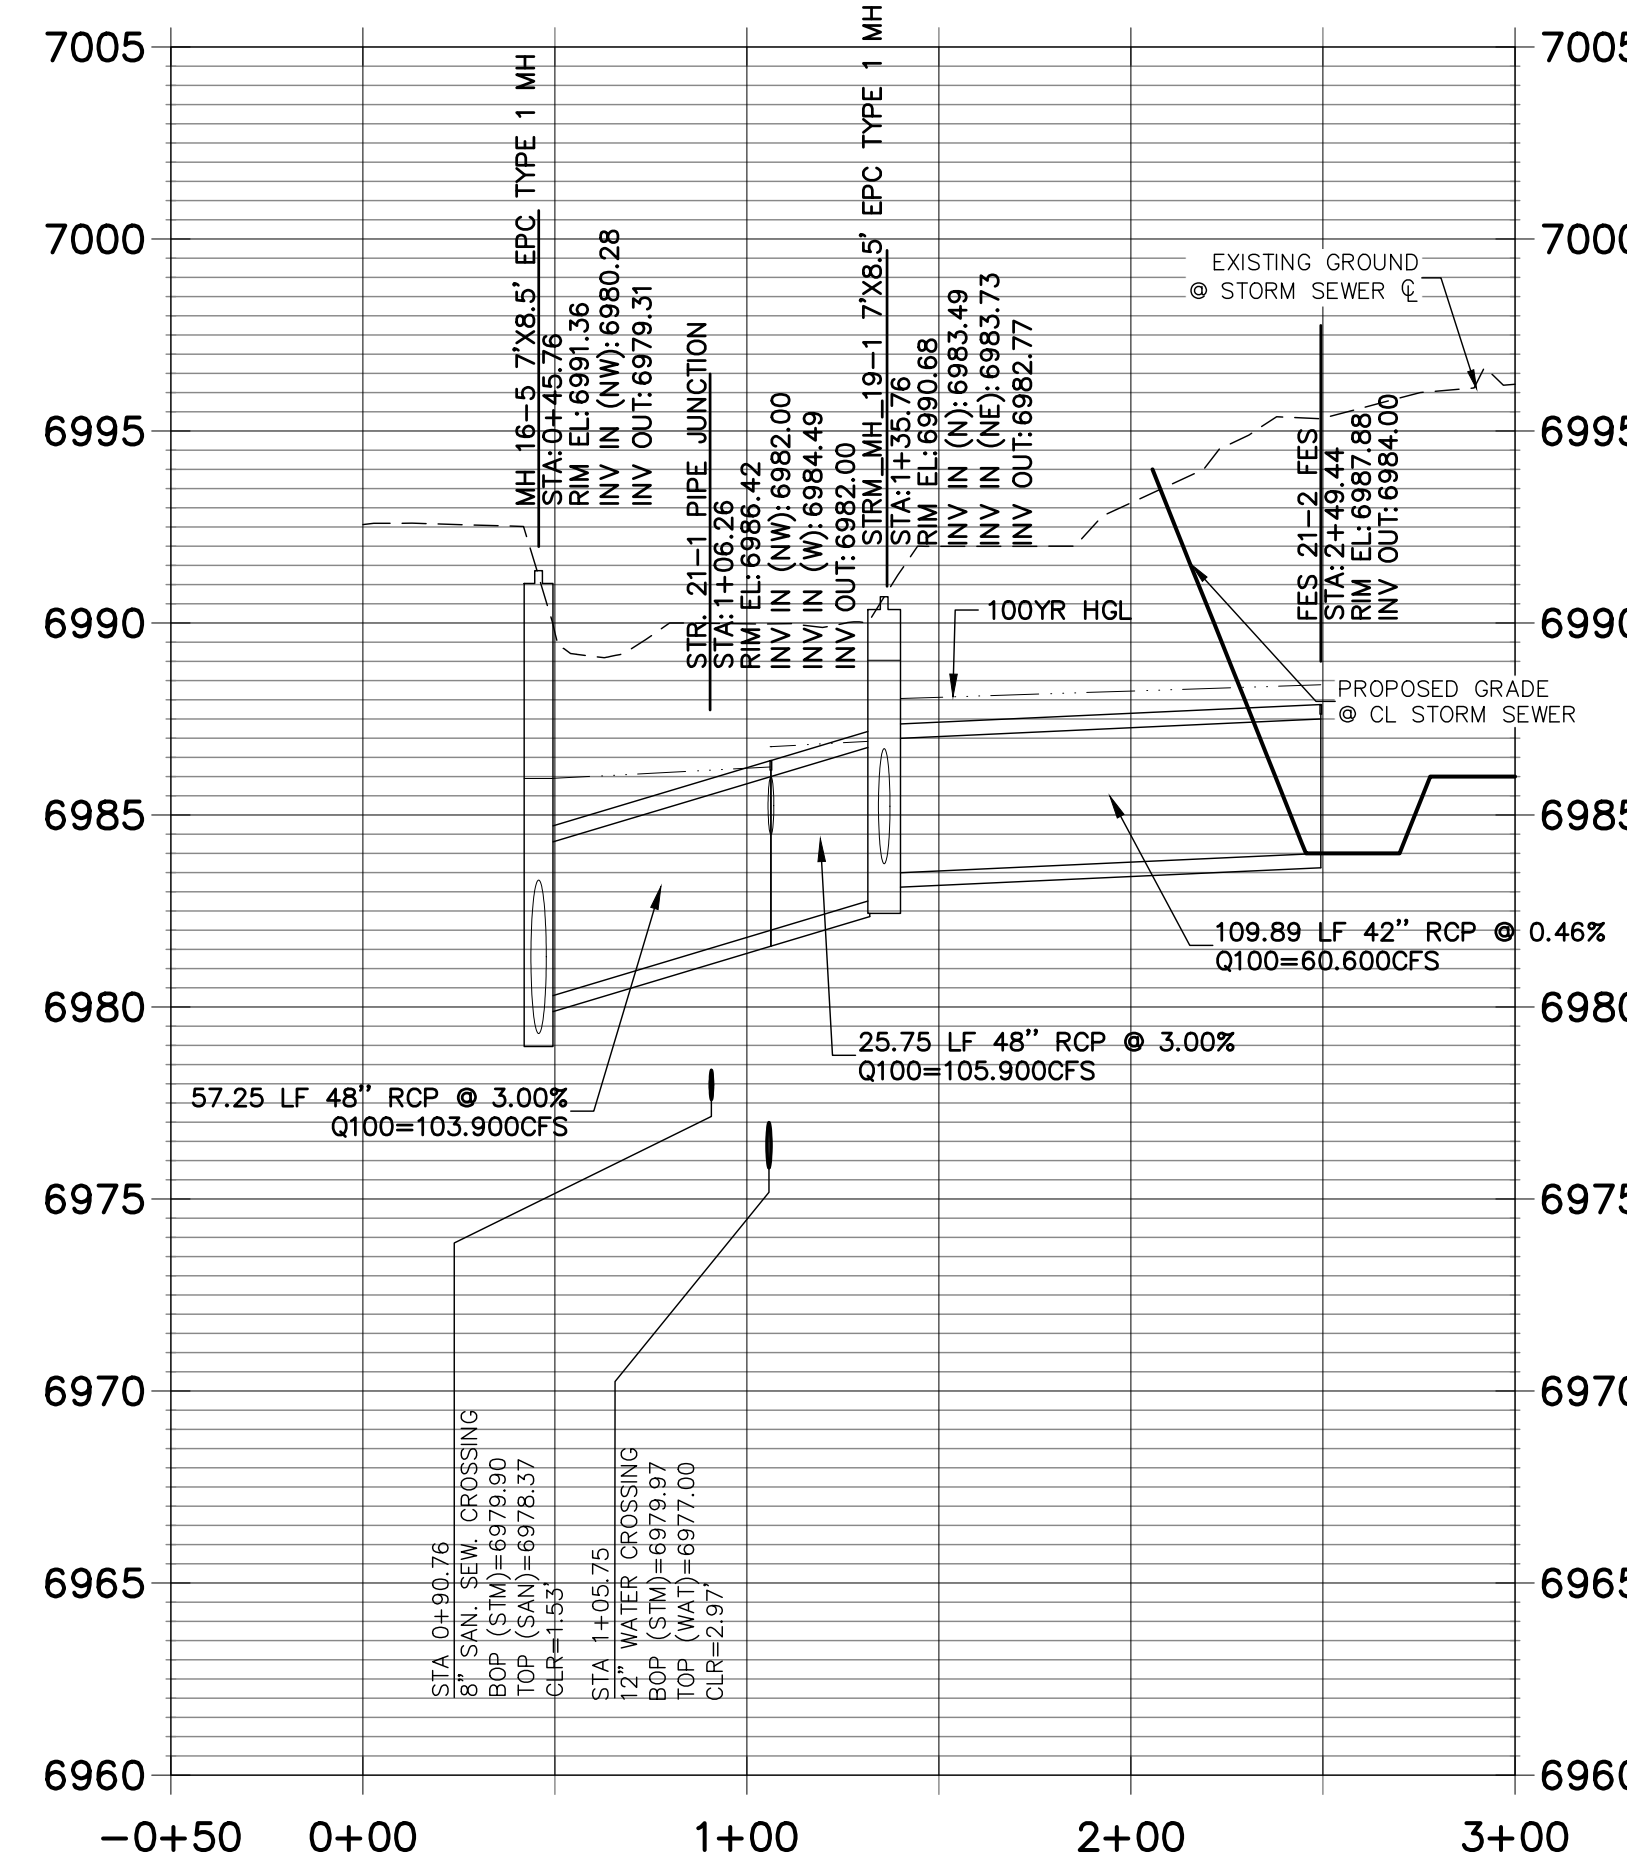 7005
7000
6995
6990
6985
6980
6975
6970
6965
6960
MH 16-5 7'X8.5' EPC TYPE 1 MH
STA:0+45.76
RIM EL:6991.36
INV IN (NW):6980.28
INV OUT:6979.31
STR. 21-1 PIPE JUNCTION
STA:1+06.26
RIM EL:6986.42
INV IN (NW):6982.00
INV IN (W):6984.49
INV OUT:6982.00
STRM_MH_19-1 7'X8.5' EPC TYPE 1 MH
STA:1+35.76
RIM EL:6990.68
INV IN (N):6983.49
INV IN (NE):6983.73
INV OUT:6982.77
EXISTING GROUND
@ STORM SEWER ℄
FES 21-2 FES
STA:2+49.44
RIM EL:6987.88
INV OUT:6984.00
100YR HGL
PROPOSED GRADE
@ CL STORM SEWER
109.89 LF 42" RCP @ 0.46%
Q100=60.600CFS
25.75 LF 48" RCP @ 3.00%
Q100=105.900CFS
57.25 LF 48" RCP @ 3.00%
Q100=103.900CFS
STA 0+90.76
8" SAN. SEW. CROSSING
BOP (STM)=6979.90
TOP (SAN)=6978.37
CLR=1.53'
STA 1+05.75
12" WATER CROSSING
BOP (STM)=6979.97
TOP (WAT)=6977.00
CLR=2.97'
7005
7000
6995
6990
6985
6980
6975
6970
6965
6960
-0+50 0+00 1+00 2+00 3+00